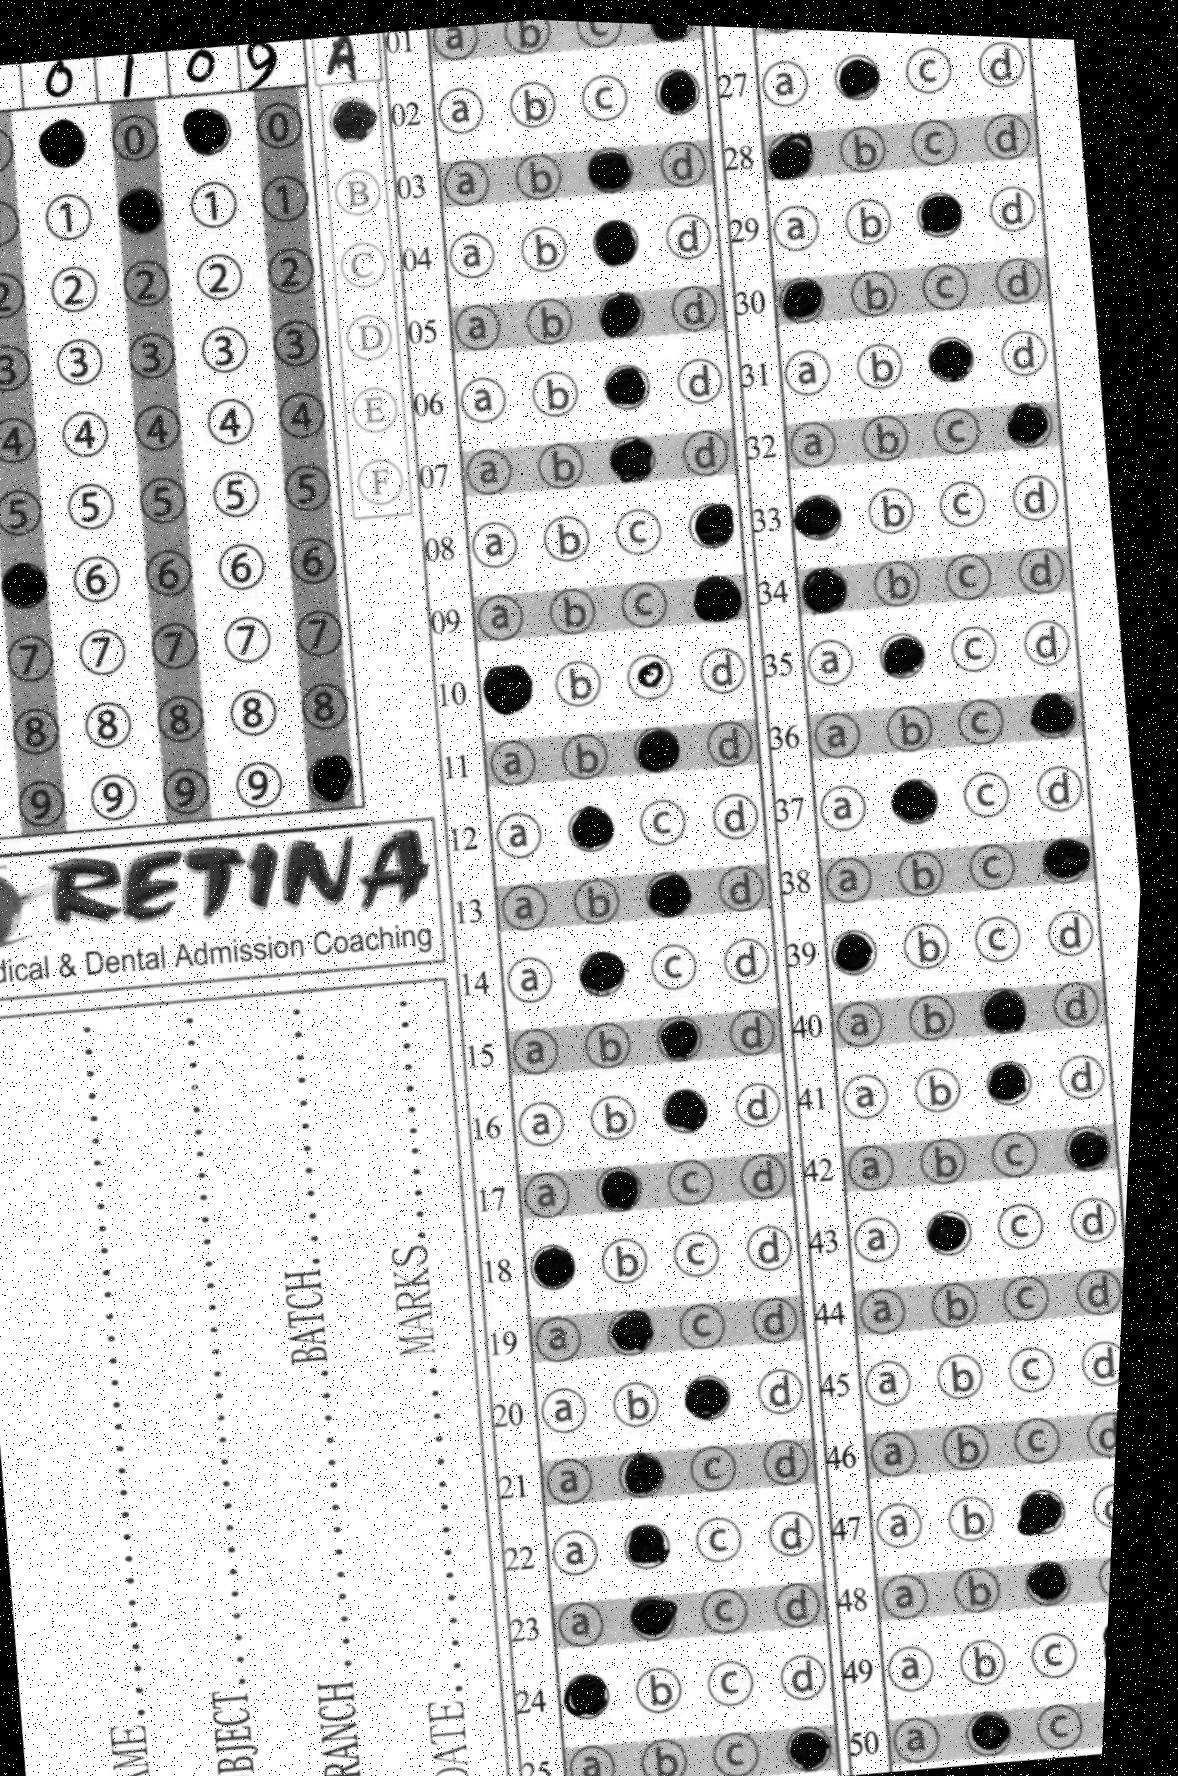 0 1 0 9 A
0 0
1 1 1
2 2 2 2 2
3 3 3 3 3
4 4 4 4 4
5 5 5 5 5
6 6 6 6
7 7 7 7 7
8 8 8 8 8
9 9 9 9
B
C
D
E
F
RETINA
dical & Dental Admission Coaching
BATCH
MARKS
AME
BJECT
RANCH
DATE
01 a b c
02 a b c
03 a b d
04 a b d
05 a b d
06 a b d
07 a b d
08 a b c
09 a b c
10 b d
11 a b d
12 a c d
13 a b d
14 a c d
15 a b d
16 a b d
17 a c d
18 b c d
19 a c d
20 a b d
21 a c d
22 a c d
23 a c d
24 b c d
25 a b c
27 a c d
28 b c d
29 a b d
30 b c d
31 a b d
32 a b c
33 b c d
34 b c d
35 a c d
36 a b c
37 a c d
38 a b c
39 b c d
40 a b d
41 a b d
42 a b c
43 a c d
44 a b c d
45 a b c d
46 a b c d
47 a b
48 a b
49 a b c
50 a c